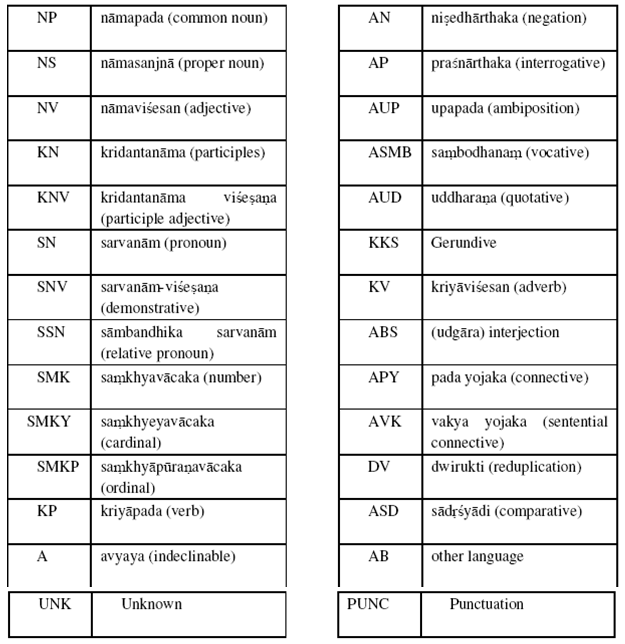 NP nāmapada (common noun)
NS nāmasanjnā (proper noun)
NV nāmaviśesan (adjective)
KN kridantanāma (participles)
KNV kridantanāma viśeṣaṇa
(participle adjective)
SN sarvanām (pronoun)
SNV sarvanām-viśeṣaṇa
(demonstrative)
SSN sāmbandhika sarvanām
(relative pronoun)
SMK saṃkhyavācaka (number)
SMKY saṃkhyeyavācaka
(cardinal)
SMKP saṃkhyāpūraṇavācaka
(ordinal)
KP kriyāpada (verb)
A avyaya (indeclinable)
UNK Unknown
AN niṣedhārthaka (negation)
AP praśnārthaka (interrogative)
AUP upapada (ambiposition)
ASMB saṃbodhanaṃ (vocative)
AUD uddharaṇa (quotative)
KKS Gerundive
KV kriyāviśesan (adverb)
ABS (udgāra) interjection
APY pada yojaka (connective)
AVK vakya yojaka (sentential
connective)
DV dwirukti (reduplication)
ASD sādṛśyādi (comparative)
AB other language
PUNC Punctuation